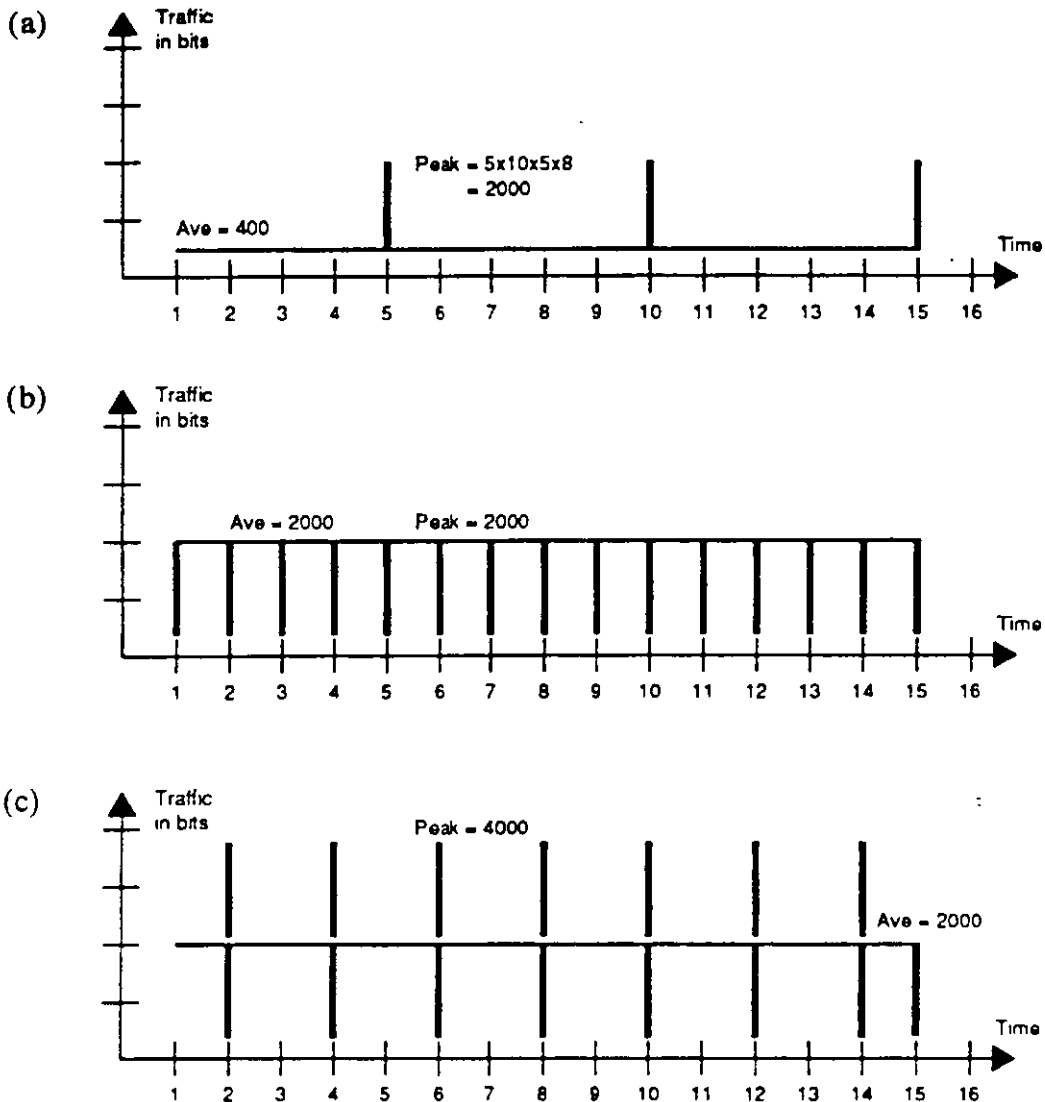 (a)
Traffic
in bits
Peak = 5x10x5x8
= 2000
Ave = 400
Time
1 2 3 4 5 6 7 8 9 10 11 12 13 14 15 16
(b)
Traffic
in bits
Ave = 2000 Peak = 2000
Time
1 2 3 4 5 6 7 8 9 10 11 12 13 14 15 16
(c)
Traffic
in bits
Peak = 4000
Ave = 2000
Time
1 2 3 4 5 6 7 8 9 10 11 12 13 14 15 16